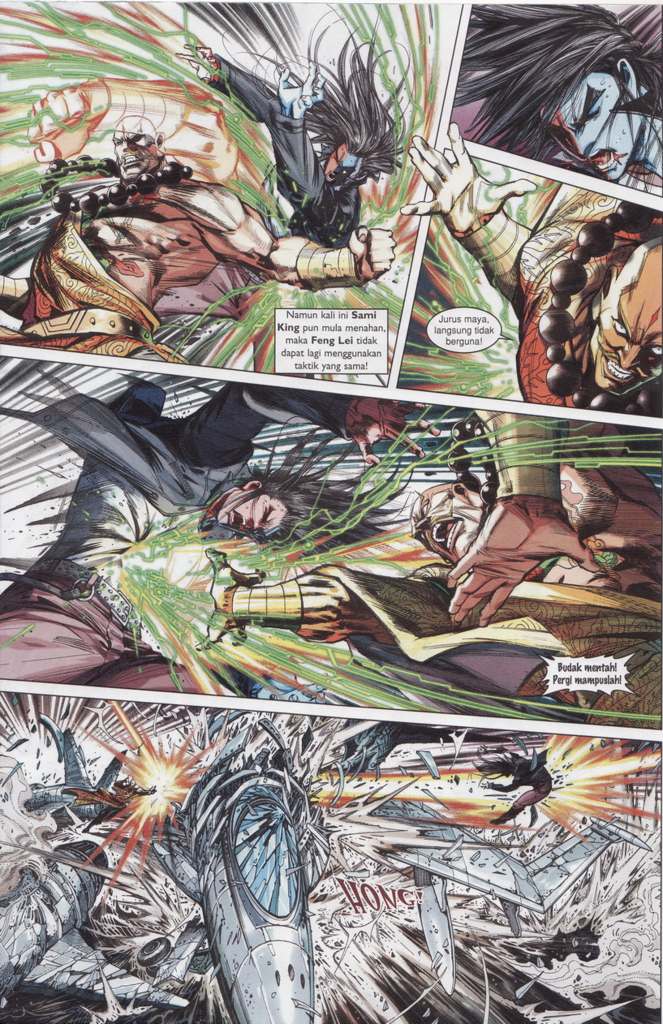 Namun kali ini Sami
King pun mula menahan,
maka Feng Lei tidak
dapat lagi menggunakan
taktik yang sama!
Jurus maya,
langsung tidak
berguna!
Budak mentah!
Pergi mampuslah!
HONG!